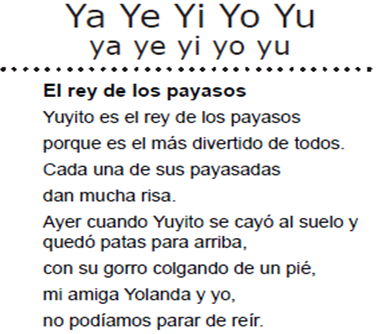 Ya Ye Yi Yo Yu
ya ye yi yo yu
El rey de los payasos
Yuyito es el rey de los payasos
porque es el más divertido de todos.
Cada una de sus payasadas
dan mucha risa.
Ayer cuando Yuyito se cayó al suelo y
quedó patas para arriba,
con su gorro colgando de un pié,
mi amiga Yolanda y yo,
no podíamos parar de reír.